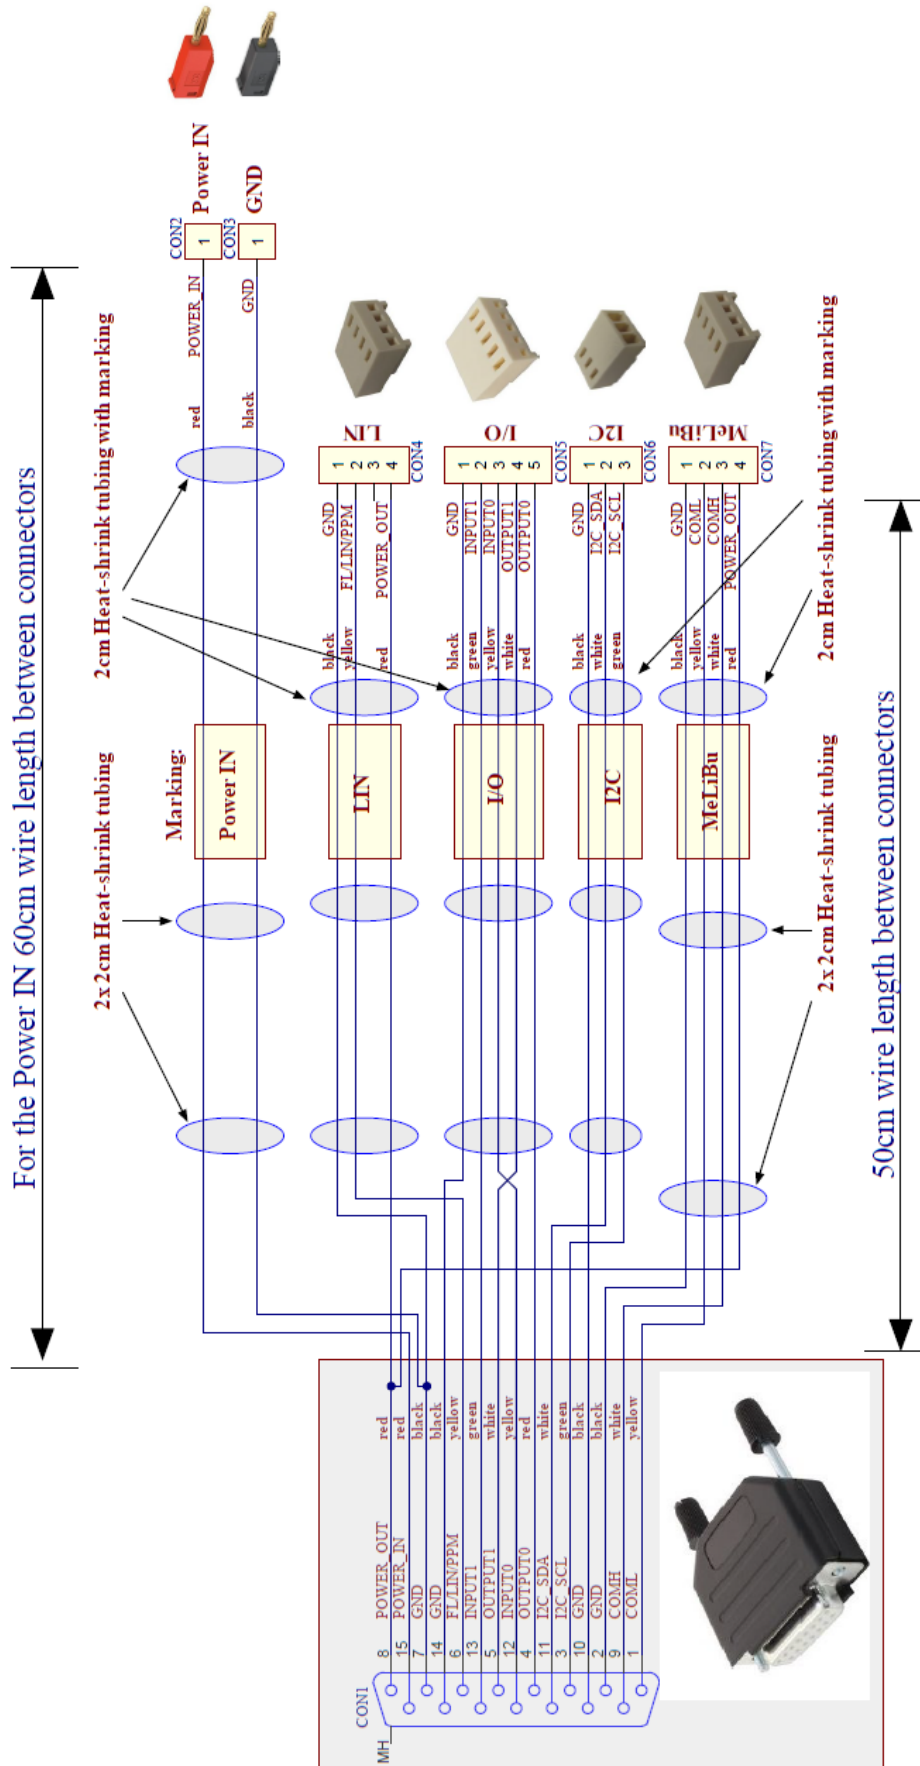 For the Power IN 60cm wire length between connectors
2cm Heat-shrink tubing with marking
2x 2cm Heat-shrink tubing
CON2
Power IN
1
CON3
GND
1
POWER_IN
GND
red
black
Marking:
Power IN
LIN
1
2
3
4
CON4
GND
FL/LIN/PPM
POWER_OUT
black
yellow
red
LIN
I/O
1
2
3
4
5
CON5
GND
INPUT1
INPUT0
OUTPUT1
OUTPUT0
black
green
yellow
white
red
I/O
I2C
1
2
3
CON6
GND
I2C_SDA
I2C_SCL
black
white
green
I2C
MeLiBu
1
2
3
4
CON7
GND
COML
COMH
POWER_OUT
black
yellow
white
red
MeLiBu
2cm Heat-shrink tubing with marking
2x 2cm Heat-shrink tubing
50cm wire length between connectors
red
red
black
black
yellow
green
white
yellow
red
white
green
black
black
white
yellow
POWER_OUT
POWER_IN
GND
GND
FL/LIN/PPM
INPUT1
OUTPUT1
INPUT0
OUTPUT0
I2C_SDA
I2C_SCL
GND
GND
COMH
COML
8
15
7
14
6
13
5
12
4
11
3
10
2
9
1
CON1
MH